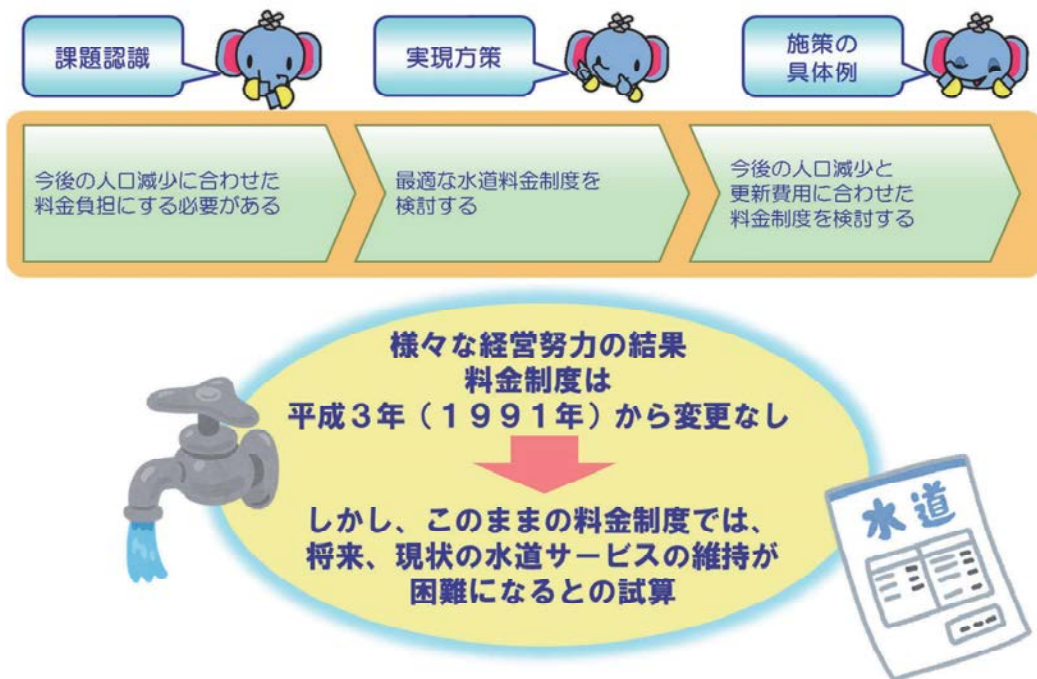 課題認識
実現方策
施策の
具体例
今後の人口減少に合わせた
料金負担にする必要がある
最適な水道料金制度を
検討する
今後の人口減少と
更新費用に合わせた
料金制度を検討する
様々な経営努力の結果
料金制度は
平成３年（１９９１年）から変更なし
しかし、このままの料金制度では、
将来、現状の水道サービスの維持が
困難になるとの試算
水道